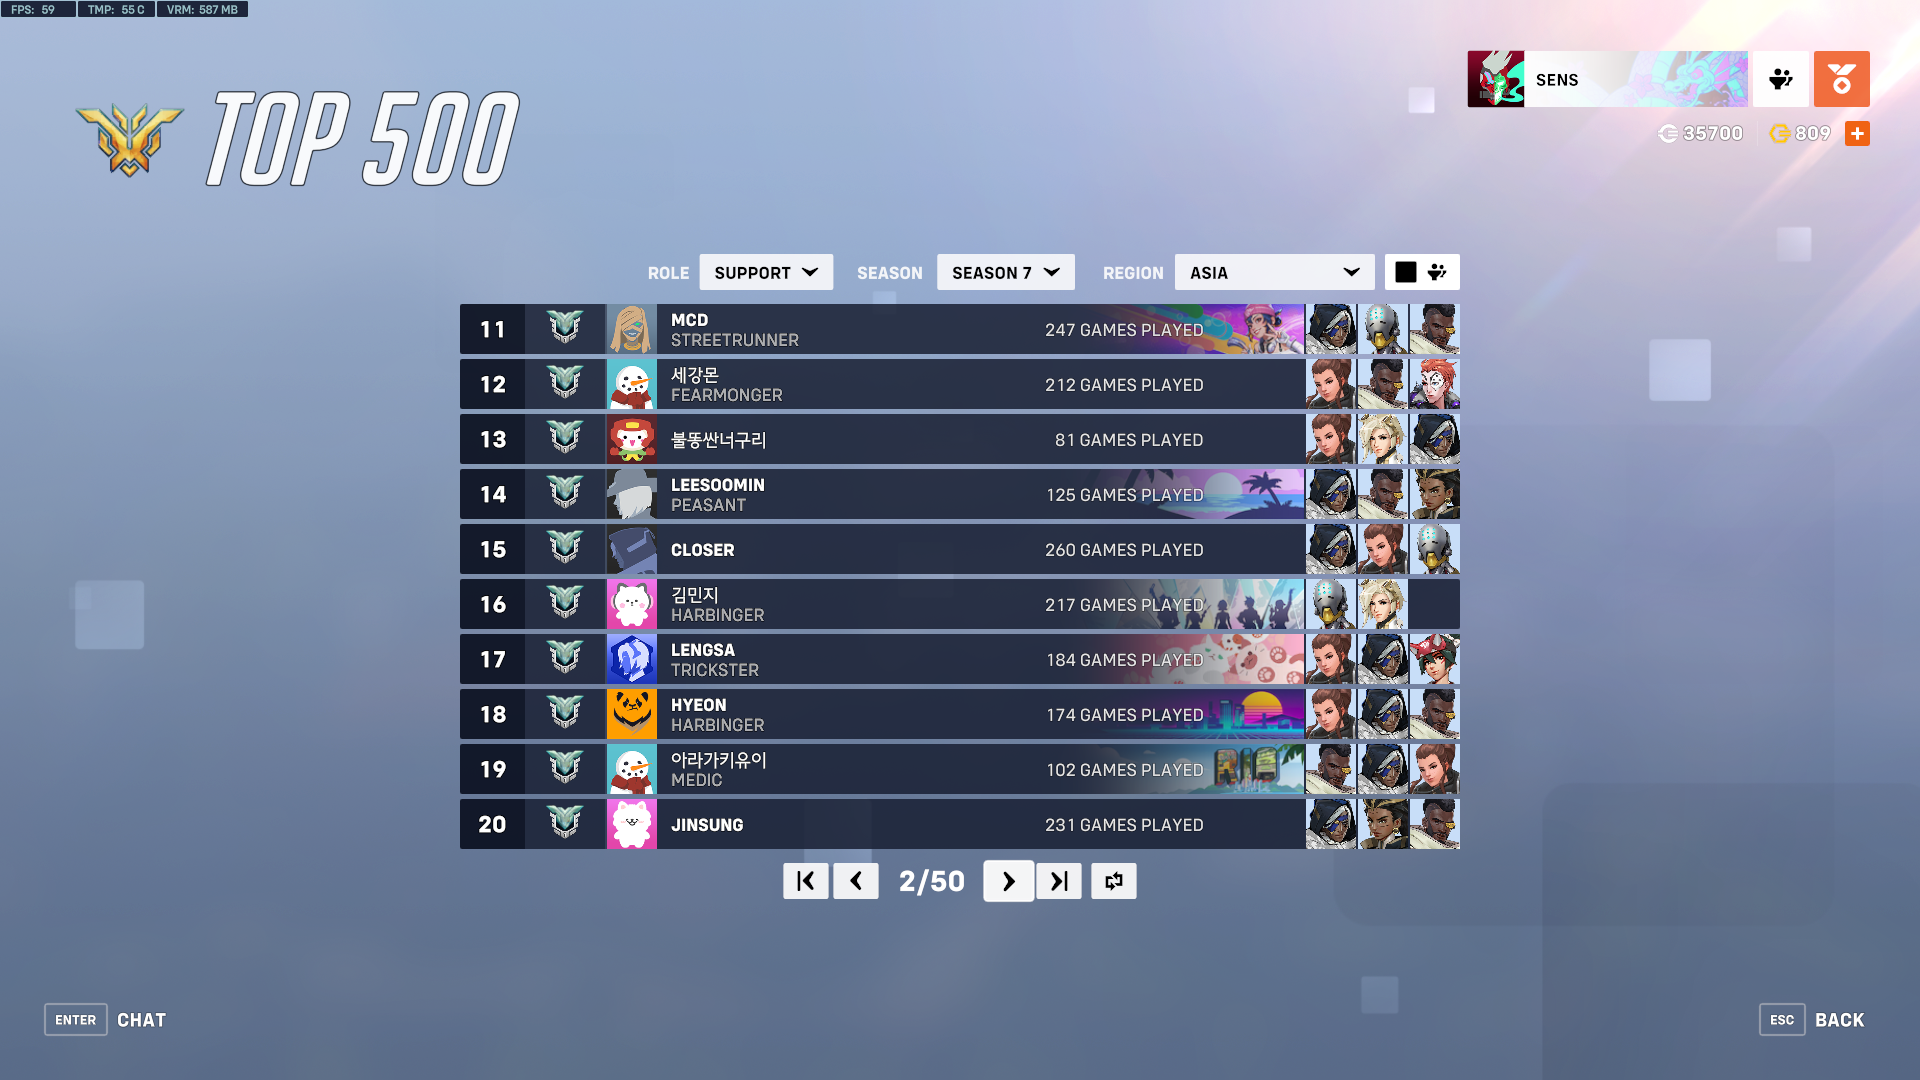 FPS: 59 TMP: 55 C VRM: 587 MB
TOP 500
SENS
35700 809
ROLE SUPPORT SEASON SEASON 7 REGION ASIA
11 MCD 247 GAMES PLAYED
STREETRUNNER
12 세강몬 212 GAMES PLAYED
FEARMONGER
13 불똥싼너구리 81 GAMES PLAYED
14 LEESOOMIN 125 GAMES PLAYED
PEASANT
15 CLOSER 260 GAMES PLAYED
16 김민지 217 GAMES PLAYED
HARBINGER
17 LENGSA 184 GAMES PLAYED
TRICKSTER
18 HYEON 174 GAMES PLAYED
HARBINGER
19 아라가키유이 102 GAMES PLAYED RIO
MEDIC
20 JINSUNG 231 GAMES PLAYED
2/50
ENTER CHAT
ESC BACK